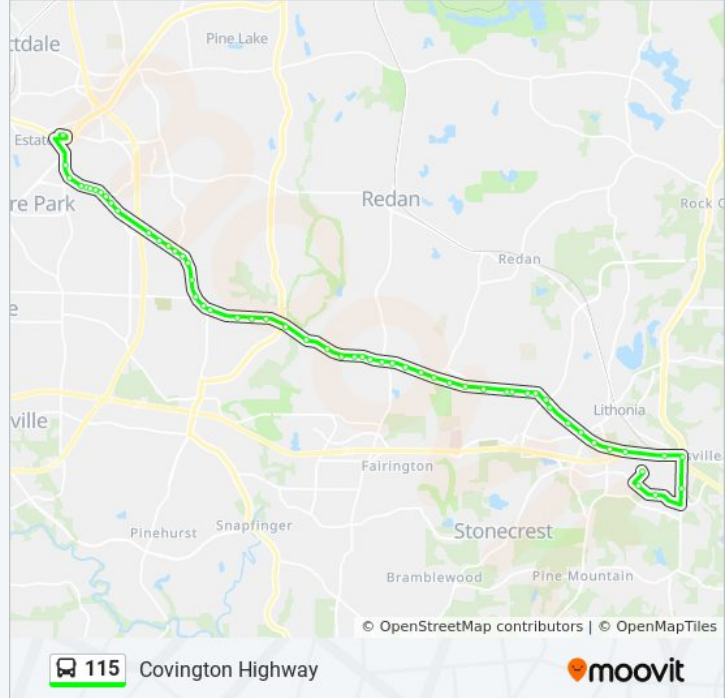 ttdale
Pine Lake
Estat
re Park
Redan
Rock C
Redan
e
Lithonia
ville
sville
Fairington
Snapfinger
Pinehurst
Stonecrest
Bramblewood
Pine Mountain
© OpenStreetMap contributors | © OpenMapTiles
115 Covington Highway
moovit